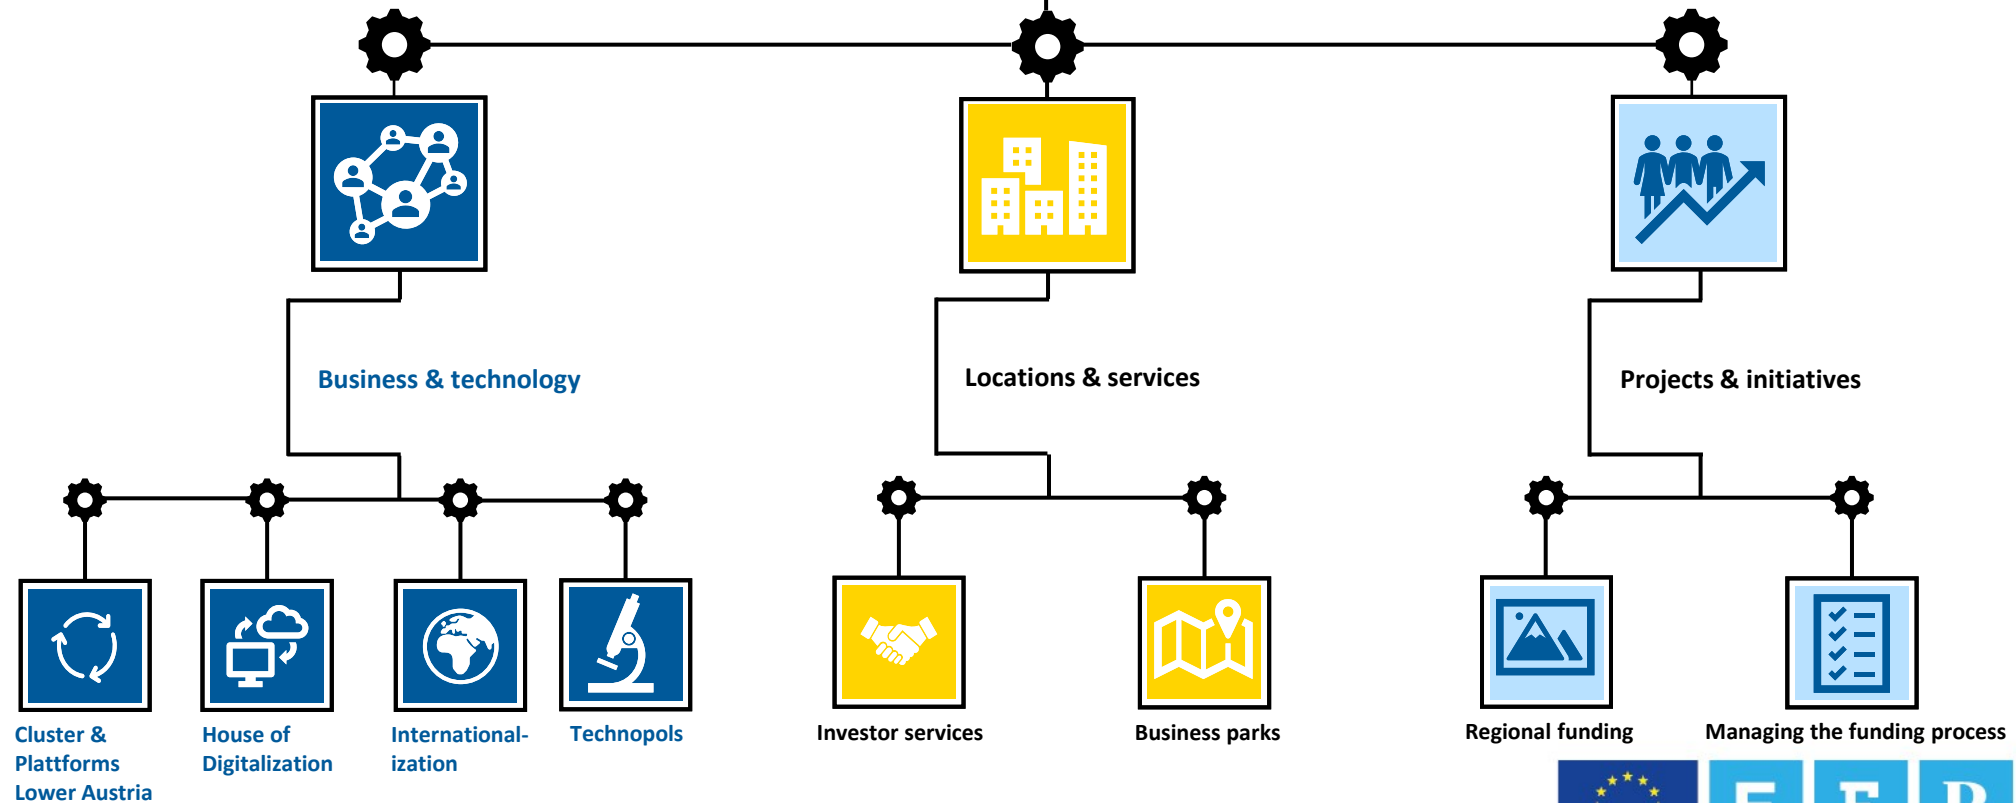 Business & technology
Locations & services
Projects & initiatives
Cluster &
Plattforms
Lower Austria
House of
Digitalization
International-
ization
Technopols
Investor services
Business parks
Regional funding
Managing the funding process